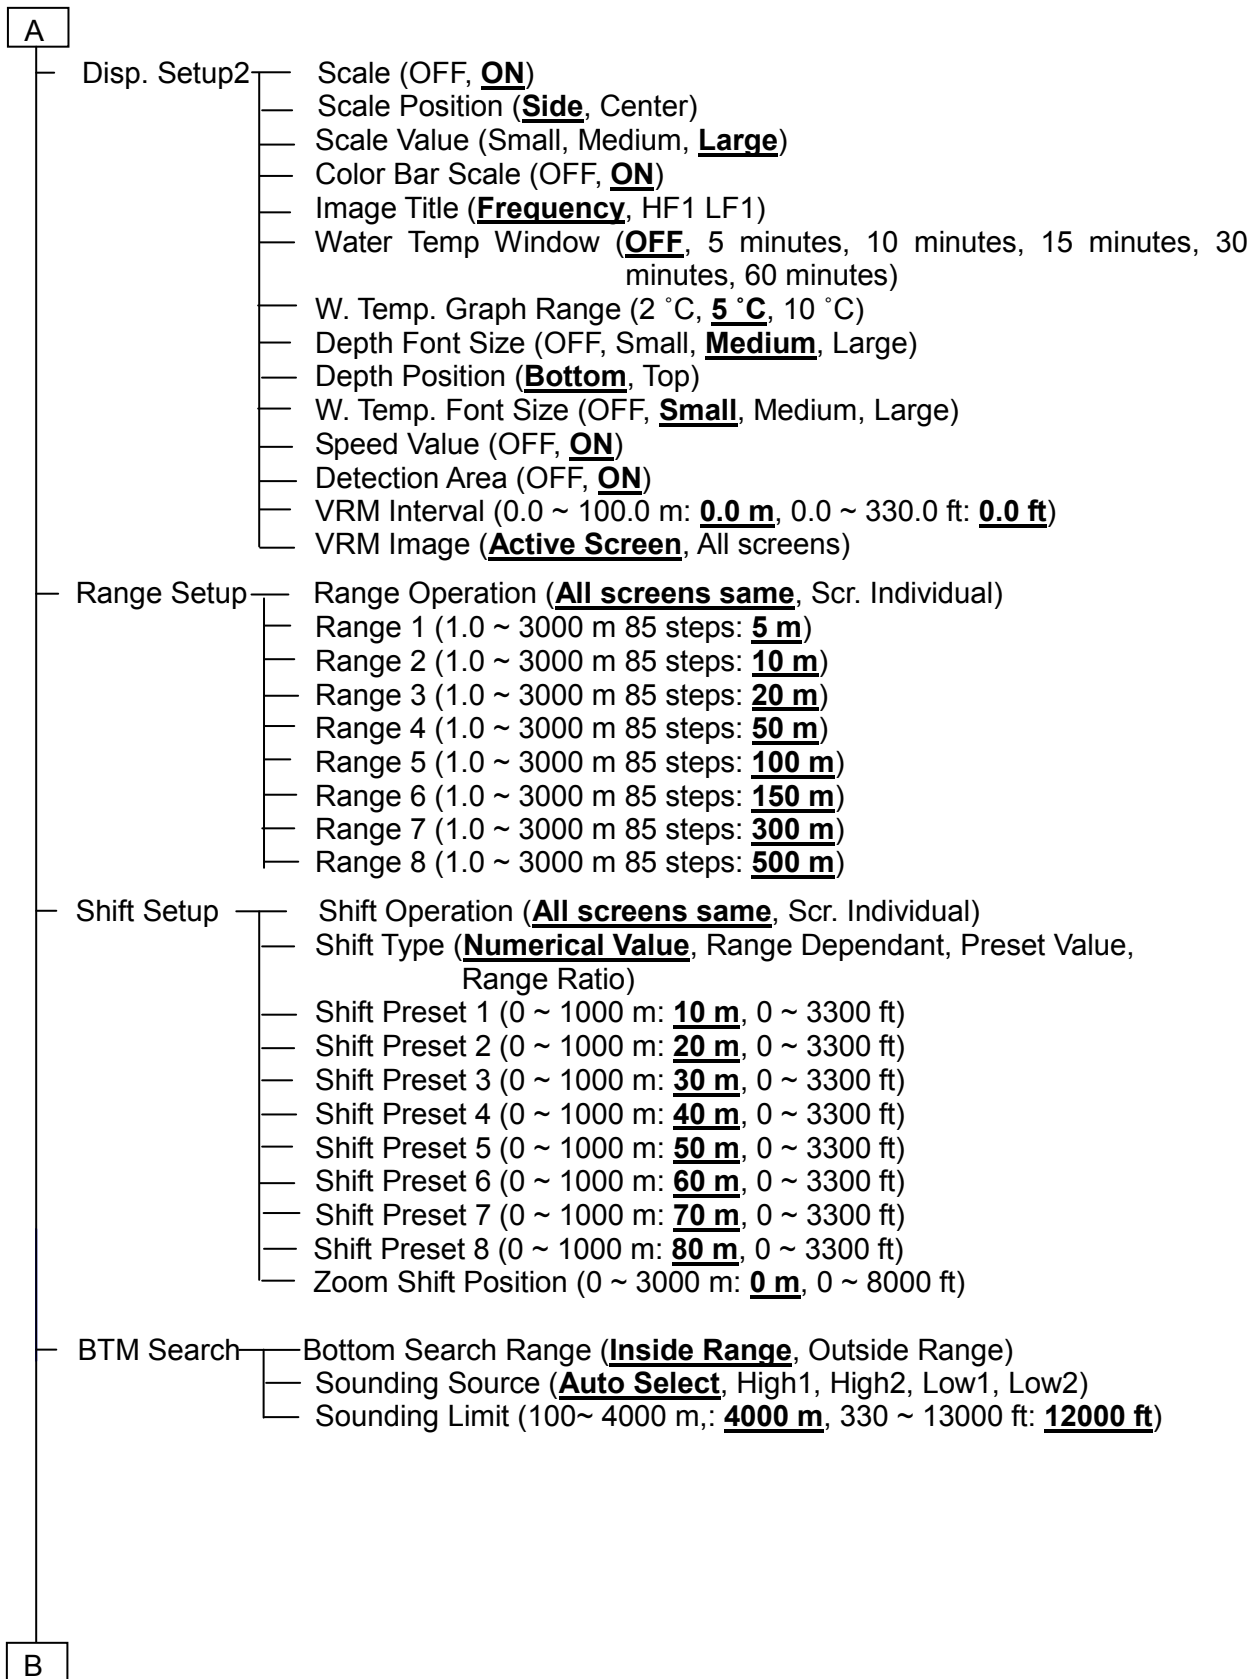 A
Disp. Setup2 Scale (OFF, ON)
Scale Position (Side, Center)
Scale Value (Small, Medium, Large)
Color Bar Scale (OFF, ON)
Image Title (Frequency, HF1 LF1)
Water Temp Window (OFF, 5 minutes, 10 minutes, 15 minutes, 30
minutes, 60 minutes)
W. Temp. Graph Range (2 ˚C, 5 ˚C, 10 ˚C)
Depth Font Size (OFF, Small, Medium, Large)
Depth Position (Bottom, Top)
W. Temp. Font Size (OFF, Small, Medium, Large)
Speed Value (OFF, ON)
Detection Area (OFF, ON)
VRM Interval (0.0 ~ 100.0 m: 0.0 m, 0.0 ~ 330.0 ft: 0.0 ft)
VRM Image (Active Screen, All screens)
Range Setup Range Operation (All screens same, Scr. Individual)
Range 1 (1.0 ~ 3000 m 85 steps: 5 m)
Range 2 (1.0 ~ 3000 m 85 steps: 10 m)
Range 3 (1.0 ~ 3000 m 85 steps: 20 m)
Range 4 (1.0 ~ 3000 m 85 steps: 50 m)
Range 5 (1.0 ~ 3000 m 85 steps: 100 m)
Range 6 (1.0 ~ 3000 m 85 steps: 150 m)
Range 7 (1.0 ~ 3000 m 85 steps: 300 m)
Range 8 (1.0 ~ 3000 m 85 steps: 500 m)
Shift Setup Shift Operation (All screens same, Scr. Individual)
Shift Type (Numerical Value, Range Dependant, Preset Value,
Range Ratio)
Shift Preset 1 (0 ~ 1000 m: 10 m, 0 ~ 3300 ft)
Shift Preset 2 (0 ~ 1000 m: 20 m, 0 ~ 3300 ft)
Shift Preset 3 (0 ~ 1000 m: 30 m, 0 ~ 3300 ft)
Shift Preset 4 (0 ~ 1000 m: 40 m, 0 ~ 3300 ft)
Shift Preset 5 (0 ~ 1000 m: 50 m, 0 ~ 3300 ft)
Shift Preset 6 (0 ~ 1000 m: 60 m, 0 ~ 3300 ft)
Shift Preset 7 (0 ~ 1000 m: 70 m, 0 ~ 3300 ft)
Shift Preset 8 (0 ~ 1000 m: 80 m, 0 ~ 3300 ft)
Zoom Shift Position (0 ~ 3000 m: 0 m, 0 ~ 8000 ft)
BTM Search Bottom Search Range (Inside Range, Outside Range)
Sounding Source (Auto Select, High1, High2, Low1, Low2)
Sounding Limit (100~ 4000 m,: 4000 m, 330 ~ 13000 ft: 12000 ft)
B